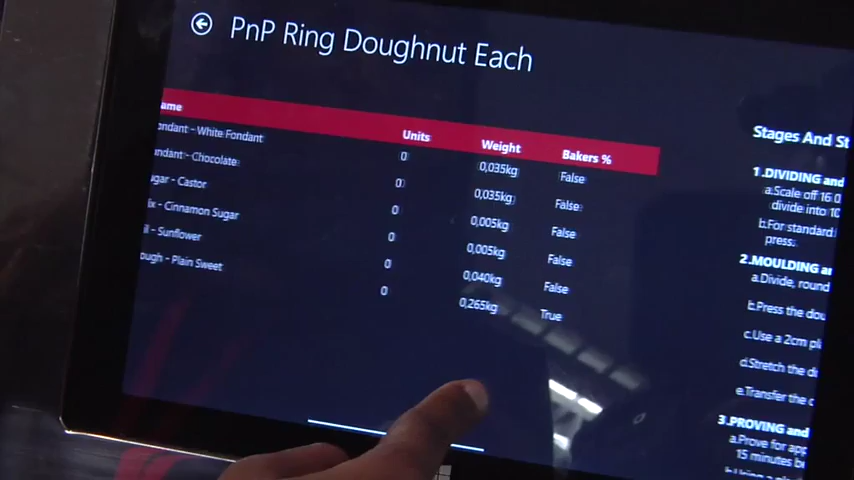 PnP Ring Doughnut Each
ame Units Weight Bakers %
ondant - White Fondant 0 0,035kg False
ndant - Chocolate 0 0,035kg False
ugar - Castor 0 0,005kg False
ix - Cinnamon Sugar 0 0,005kg False
il - Sunflower 0 0,040kg False
ough - Plain Sweet 0 0,265kg True
Stages And St
1.DIVIDING and
a.Scale off 16 0
divide into 10
b.For standard
press.
2.MOULDING ar
a.Divide, round
b.Press the dou
c.Use a 2cm pl
d.Stretch the d
e.Transfer the c
3.PROVING and
a.Prove for app
15 minutes b